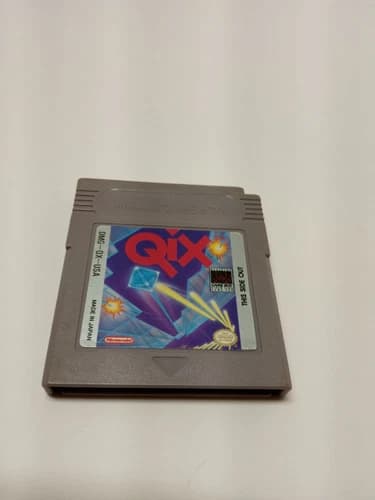 Qix
DMG-QX-USA
MADE IN JAPAN
THIS SIDE OUT
Nintendo